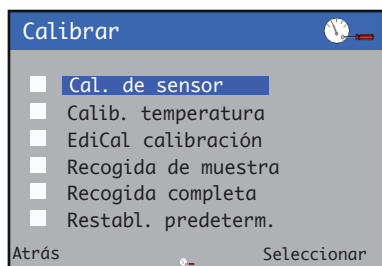 Calibrar
Cal. de sensor
Calib. temperatura
EdiCal calibración
Recogida de muestra
Recogida completa
Restabl. predeterm.
Atrás Seleccionar